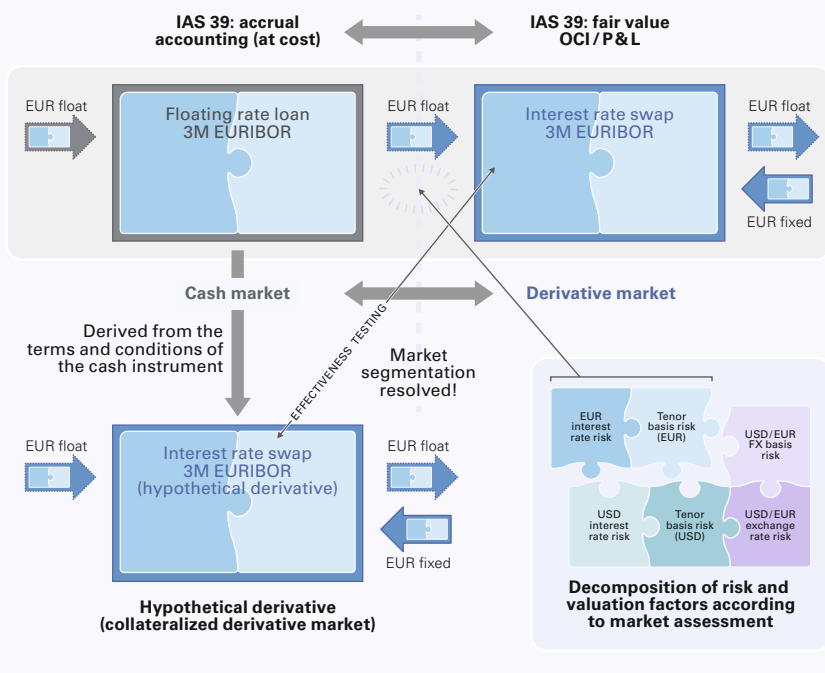 IAS 39: accrual
accounting (at cost)
IAS 39: fair value
OCI / P & L
EUR float
Floating rate loan
3M EURIBOR
EUR float
Interest rate swap
3M EURIBOR
EUR float
EUR fixed
Cash market
Derivative market
Derived from the
terms and conditions of
the cash instrument
EFFECTIVENESS TESTING
Market
segmentation
resolved!
EUR float
Interest rate swap
3M EURIBOR
(hypothetical derivative)
EUR float
EUR fixed
Hypothetical derivative
(collateralized derivative market)
EUR
interest
rate risk
Tenor
basis risk
(EUR)
USD / EUR
FX basis
risk
USD
interest
rate risk
Tenor
basis risk
(USD)
USD / EUR
exchange
rate risk
Decomposition of risk and
valuation factors according
to market assessment